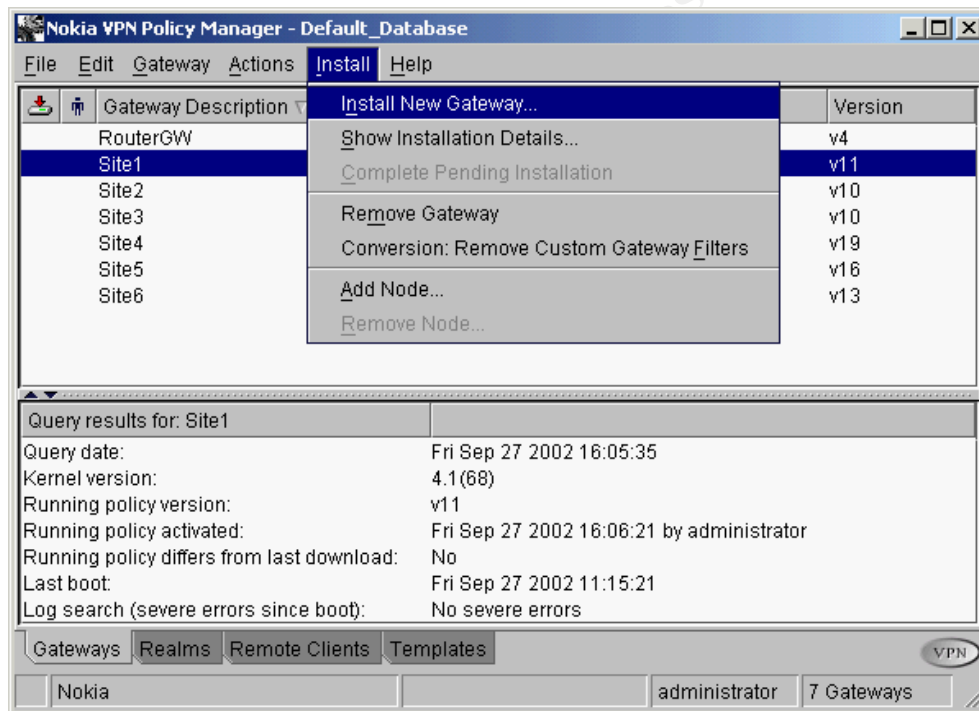 Nokia VPN Policy Manager - Default_Database
File Edit Gateway Actions Install Help
Gateway Description Version
Install New Gateway...
Show Installation Details...
Complete Pending Installation
Remove Gateway
Conversion: Remove Custom Gateway Filters
Add Node...
Remove Node...
RouterGW v4
Site1 v11
Site2 v10
Site3 v10
Site4 v19
Site5 v16
Site6 v13
Query results for: Site1
Query date: Fri Sep 27 2002 16:05:35
Kernel version: 4.1(68)
Running policy version: v11
Running policy activated: Fri Sep 27 2002 16:06:21 by administrator
Running policy differs from last download: No
Last boot: Fri Sep 27 2002 11:15:21
Log search (severe errors since boot): No severe errors
Gateways Realms Remote Clients Templates VPN
Nokia administrator 7 Gateways